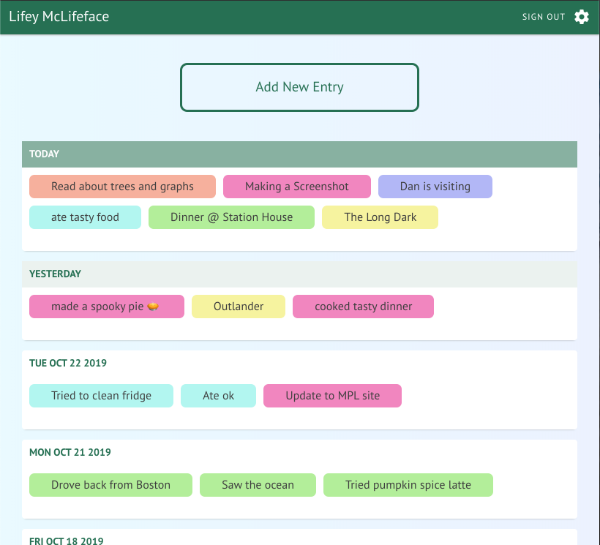 Lifey McLifeface SIGN OUT
Add New Entry
TODAY
Read about trees and graphs Making a Screenshot Dan is visiting
ate tasty food Dinner @ Station House The Long Dark
YESTERDAY
made a spooky pie 🥧 Outlander cooked tasty dinner
TUE OCT 22 2019
Tried to clean fridge Ate ok Update to MPL site
MON OCT 21 2019
Drove back from Boston Saw the ocean Tried pumpkin spice latte
FRI OCT 18 2019